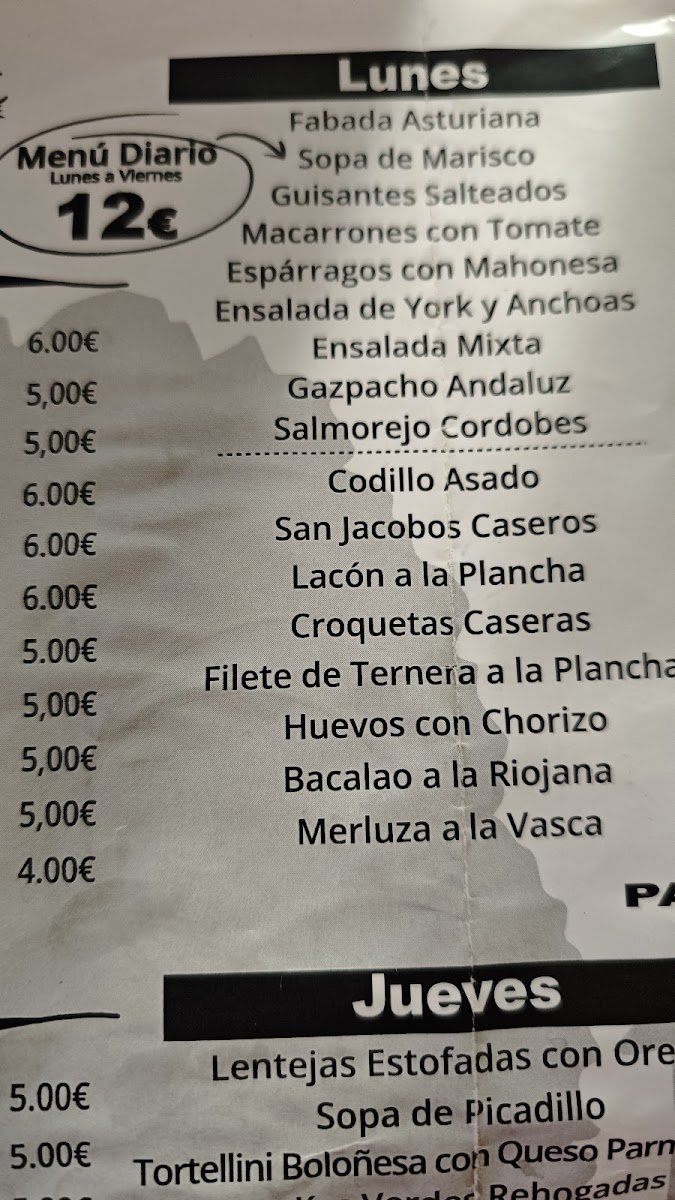 Lunes
Fabada Asturiana
Menú Diario
Lunes a Viernes
12€
Sopa de Marisco
Guisantes Salteados
Macarrones con Tomate
Espárragos con Mahonesa
Ensalada de York y Anchoas
6.00€
Ensalada Mixta
5,00€
Gazpacho Andaluz
5,00€
Salmorejo Cordobes
6.00€
Codillo Asado
6.00€
San Jacobos Caseros
6.00€
Lacón a la Plancha
5.00€
Croquetas Caseras
5,00€
Filete de Ternera a la Plancha
5,00€
Huevos con Chorizo
5,00€
Bacalao a la Riojana
4.00€
Merluza a la Vasca
PA
Jueves
5.00€
Lentejas Estofadas con Ore
Sopa de Picadillo
5.00€
Tortellini Boloñesa con Queso Parm
Rehogadas